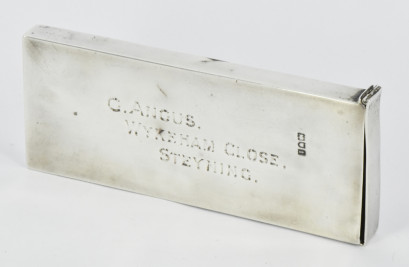 G. ANGUS,
WYKEHAM CLOSE,
STEYNING.